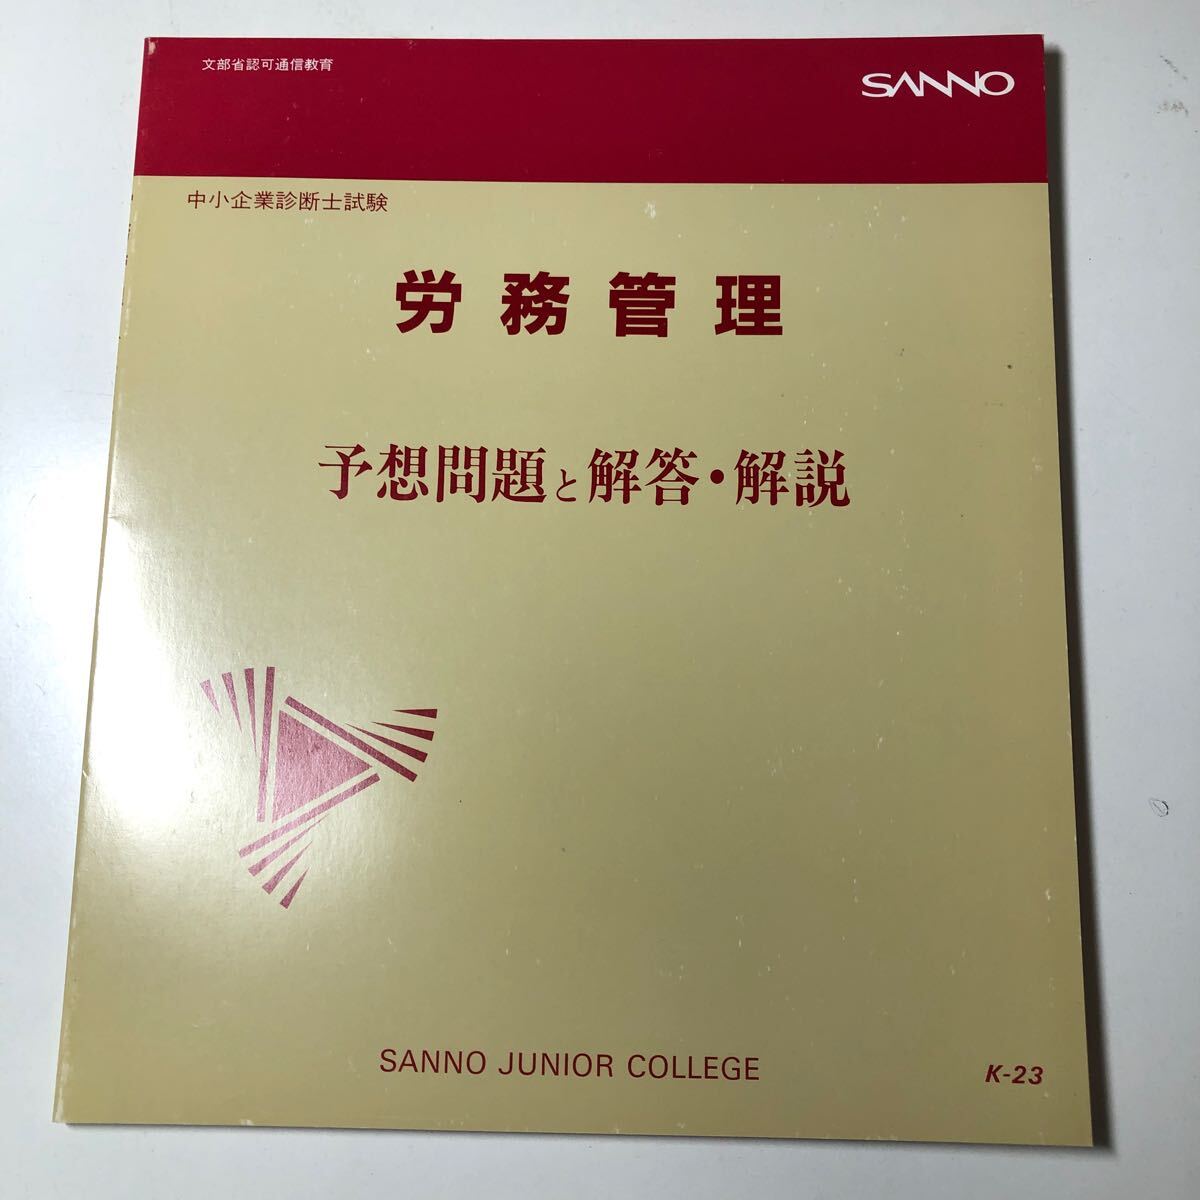 文部省認可通信教育
SANNO
中小企業診断士試験
労務管理
予想問題と解答・解説
SANNO JUNIOR COLLEGE
K-23